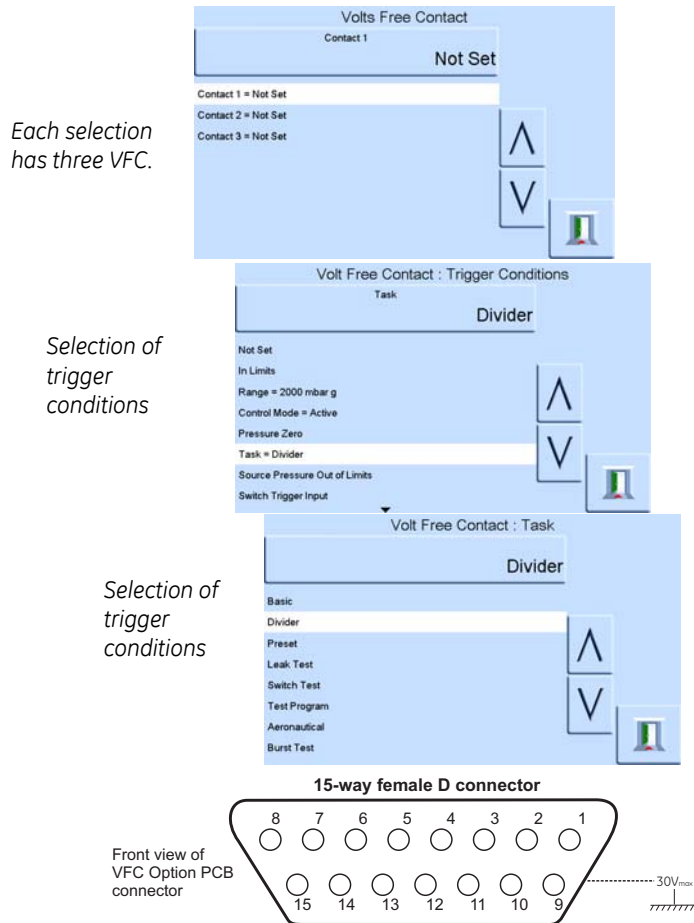 Volts Free Contact
Contact 1
Not Set
Contact 1 = Not Set
Contact 2 = Not Set
Contact 3 = Not Set
Each selection
has three VFC.
Volt Free Contact : Trigger Conditions
Task
Divider
Not Set
In Limits
Range = 2000 mbar g
Control Mode = Active
Pressure Zero
Task = Divider
Source Pressure Out of Limits
Switch Trigger Input
Selection of
trigger
conditions
Volt Free Contact : Task
Divider
Basic
Divider
Preset
Leak Test
Switch Test
Test Program
Aeronautical
Burst Test
Selection of
trigger
conditions
15-way female D connector
8 7 6 5 4 3 2 1
Front view of
VFC Option PCB
connector
15 14 13 12 11 10 9
30Vmax